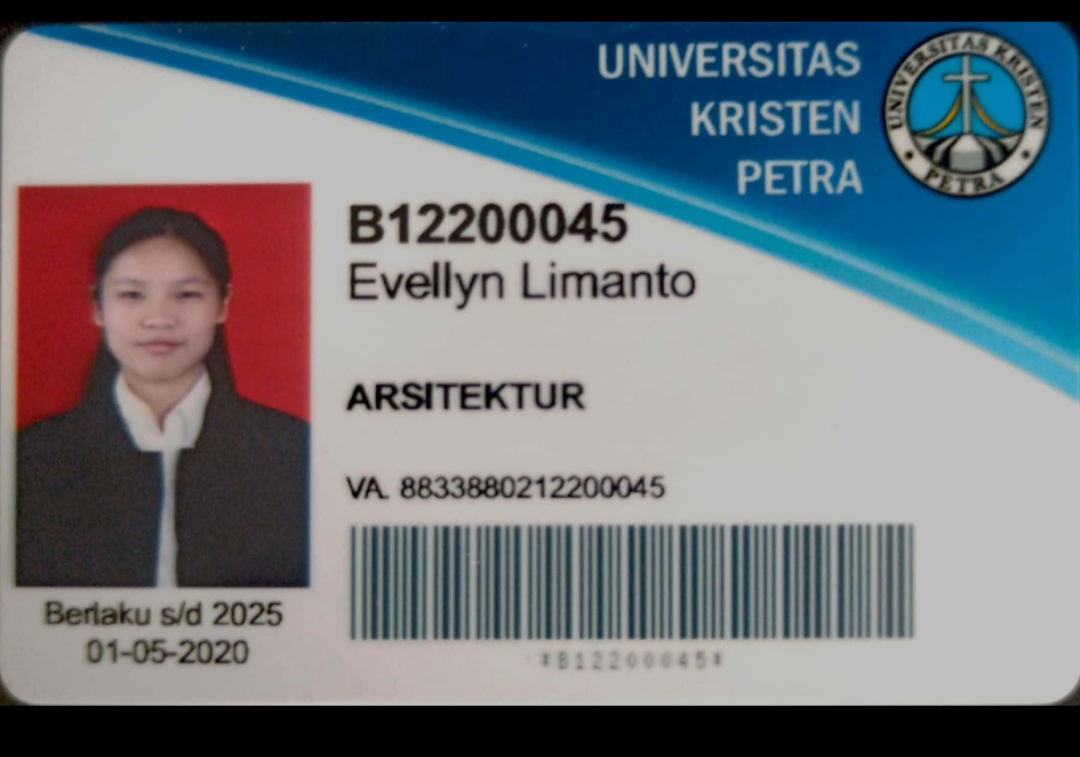 UNIVERSITAS
KRISTEN
PETRA
UNIVERSITAS KRISTEN
PETRA
B12200045
Evellyn Limanto
ARSITEKTUR
VA. 8833880212200045
*B12200045*
Berlaku s/d 2025
01-05-2020